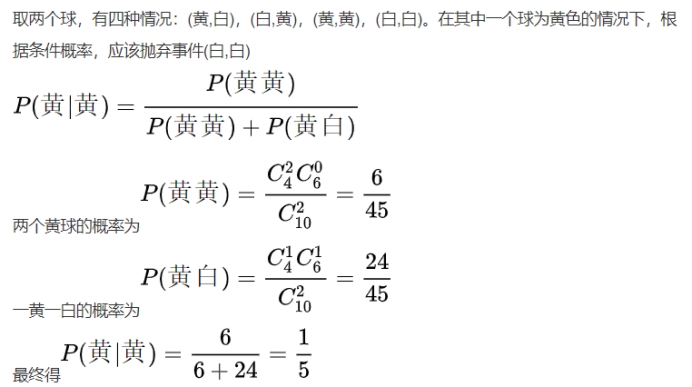 取两个球，有四种情况：(黄,白)，(白,黄)，(黄,黄)，(白,白)。在其中一个球为黄色的情况下，根
据条件概率，应该抛弃事件(白,白)
P(黄|黄) = \frac{P(黄黄)}{P(黄黄) + P(黄白)}
两个黄球的概率为 P(黄黄) = \frac{C_4^2 C_6^0}{C_{10}^2} = \frac{6}{45}
一黄一白的概率为 P(黄白) = \frac{C_4^1 C_6^1}{C_{10}^2} = \frac{24}{45}
最终得 P(黄|黄) = \frac{6}{6 + 24} = \frac{1}{5}